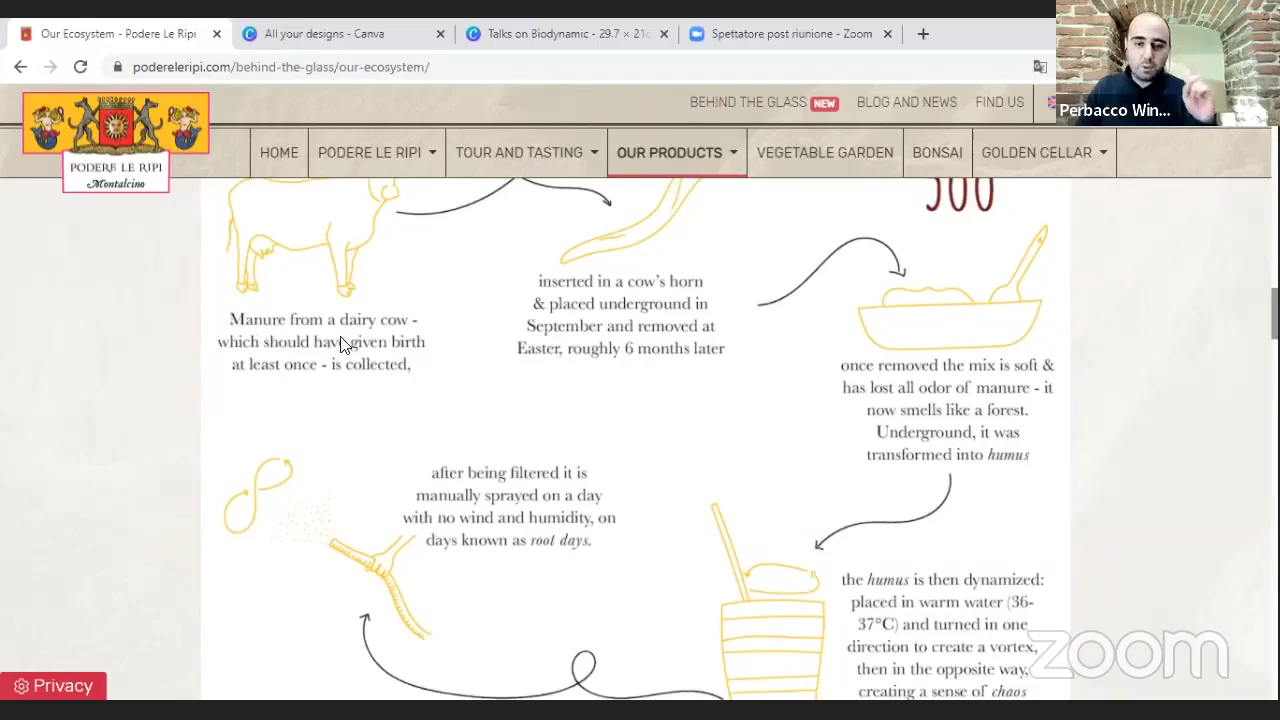 Our Ecosystem - Podere Le Ripi
All your designs - Canva
Talks on Biodynamic - 29.7 × 21c
Spettatore post riunione - Zoom
podereleripi.com/behind-the-glass/our-ecosystem/
Perbacco Win...
BEHIND THE GLASS NEW
BLOG AND NEWS
FIND US
PODERE LE RIPI
Montalcino
HOME
PODERE LE RIPI
TOUR AND TASTING
OUR PRODUCTS
VEGETABLE GARDEN
BONSAI
GOLDEN CELLAR
500
Manure from a dairy cow -
which should have given birth
at least once - is collected,
inserted in a cow's horn
& placed underground in
September and removed at
Easter, roughly 6 months later
once removed the mix is soft &
has lost all odor of manure - it
now smells like a forest.
Underground, it was
transformed into humus
the humus is then dynamized:
placed in warm water (36-
37°C) and turned in one
direction to create a vortex,
then in the opposite way,
creating a sense of chaos
after being filtered it is
manually sprayed on a day
with no wind and humidity, on
days known as root days.
Privacy
zoom